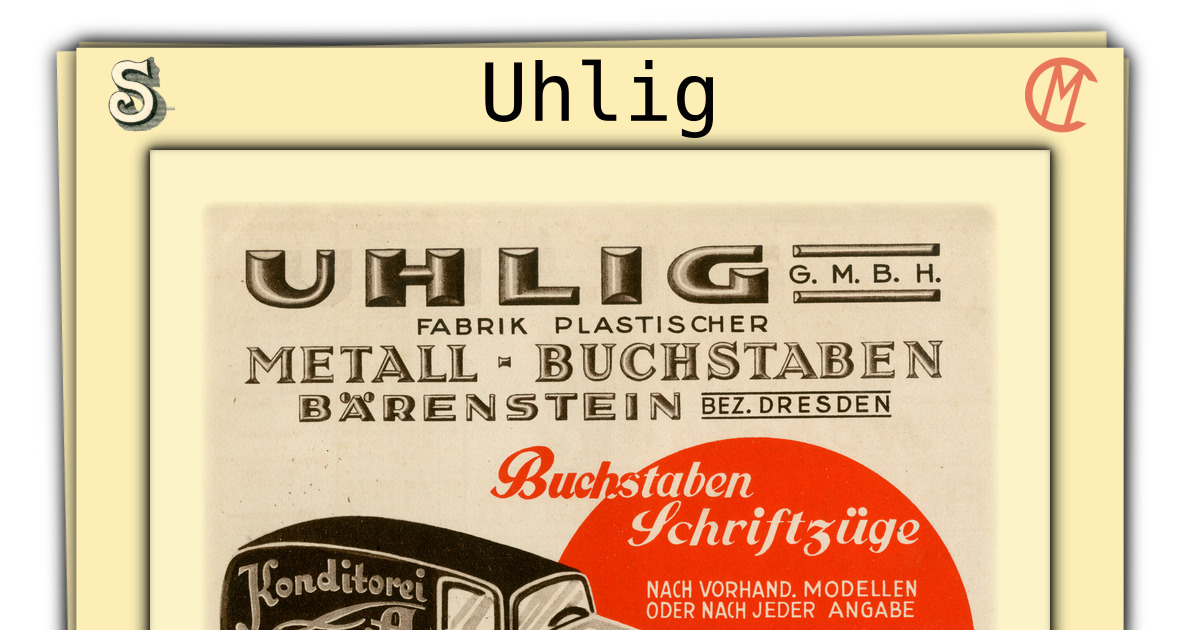 S
Uhlig
CM
UHLIG G. M. B. H.
FABRIK PLASTISCHER
METALL - BUCHSTABEN
BÄRENSTEIN BEZ. DRESDEN
Buchstaben
Schriftzüge
Konditorei
NACH VORHAND. MODELLEN
ODER NACH JEDER ANGABE